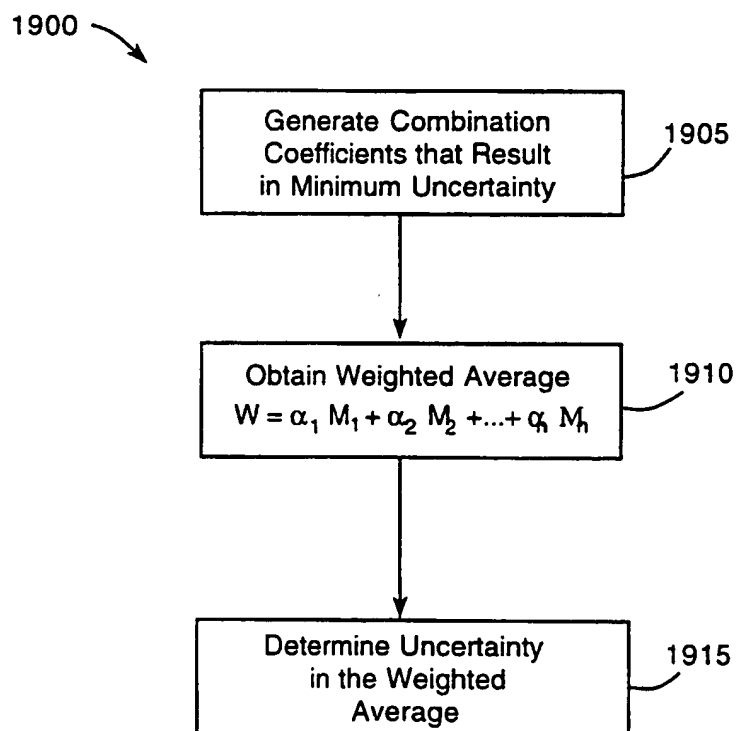 1900
Generate Combination
Coefficients that Result
in Minimum Uncertainty
1905
Obtain Weighted Average
W = α₁ M₁ + α₂ M₂ +...+ αₙ Mₙ
1910
Determine Uncertainty
in the Weighted
Average
1915